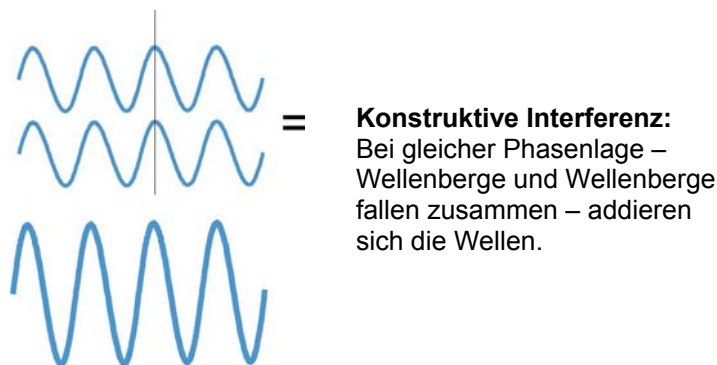 =
Konstruktive Interferenz:
Bei gleicher Phasenlage –
Wellenberge und Wellenberge
fallen zusammen – addieren
sich die Wellen.